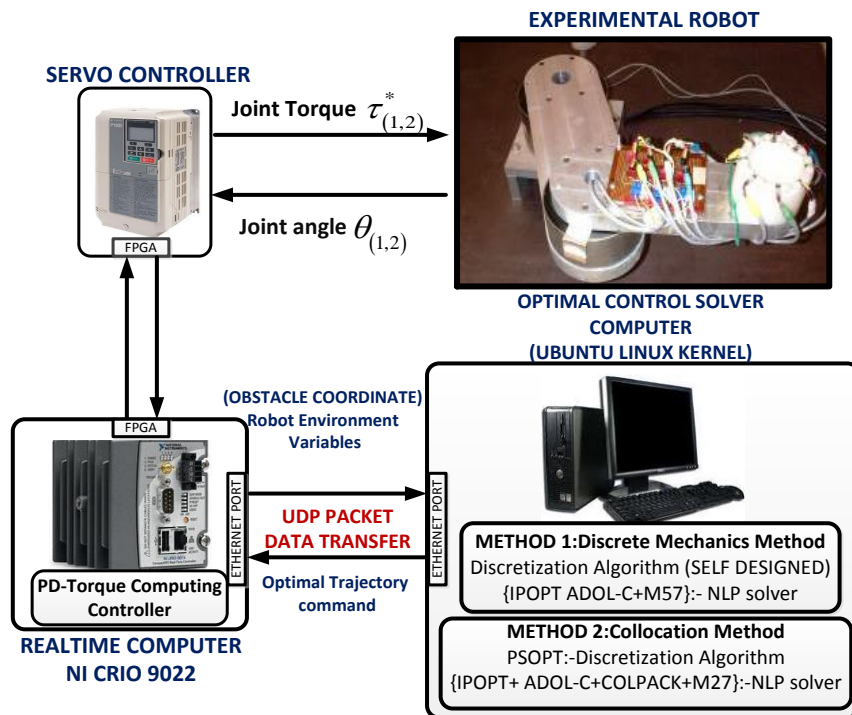 EXPERIMENTAL ROBOT
SERVO CONTROLLER
Joint Torque τ*(1,2)
Joint angle θ(1,2)
FPGA
OPTIMAL CONTROL SOLVER
COMPUTER
(UBUNTU LINUX KERNEL)
(OBSTACLE COORDINATE)
Robot Environment
Variables
FPGA
ETHERNET PORT
ETHERNET PORT
UDP PACKET
DATA TRANSFER
Optimal Trajectory
command
PD-Torque Computing
Controller
REALTIME COMPUTER
NI CRIO 9022
METHOD 1:Discrete Mechanics Method
Discretization Algorithm (SELF DESIGNED)
{IPOPT ADOL-C+M57}:- NLP solver
METHOD 2:Collocation Method
PSOPT:-Discretization Algorithm
{IPOPT+ ADOL-C+COLPACK+M27}:-NLP solver